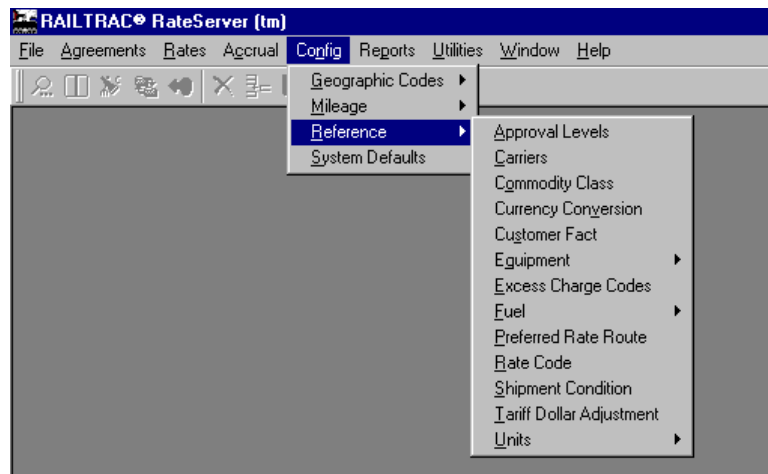 RAILTRAC® RateServer (tm)
File Agreements Rates Accrual Config Reports Utilities Window Help
Geographic Codes
Mileage
Reference
System Defaults
Approval Levels
Carriers
Commodity Class
Currency Conversion
Customer Fact
Equipment
Excess Charge Codes
Fuel
Preferred Rate Route
Rate Code
Shipment Condition
Tariff Dollar Adjustment
Units